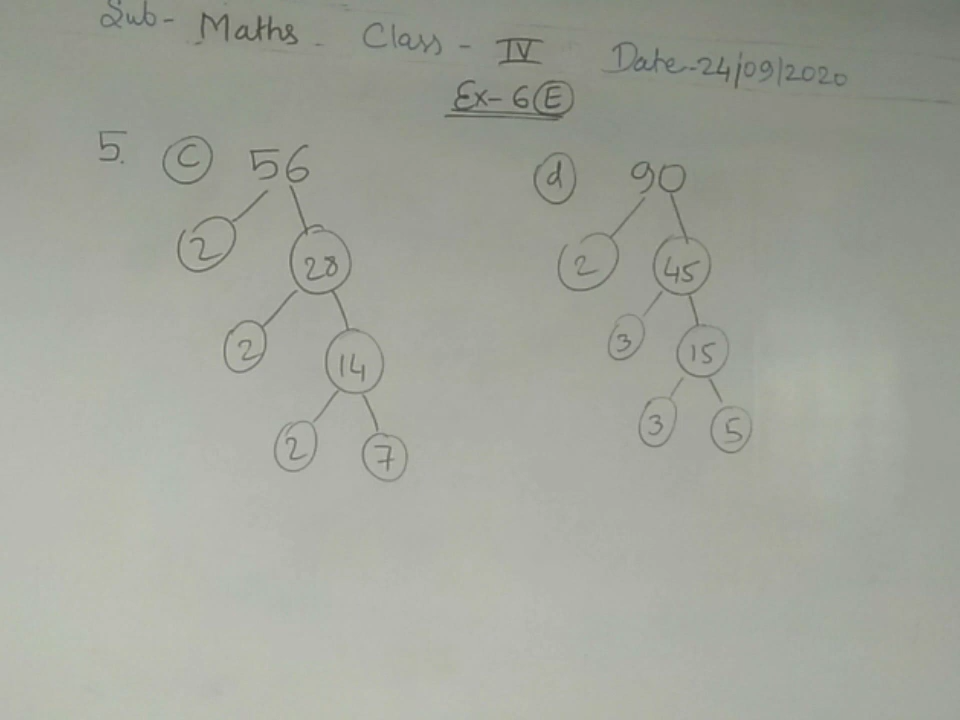 Sub- Maths. Class - IV Date-24/09/2020
Ex-6(E)
5. (C) 56 (d) 90
2 28 2 45
2 14 3 15
2 7 3 5